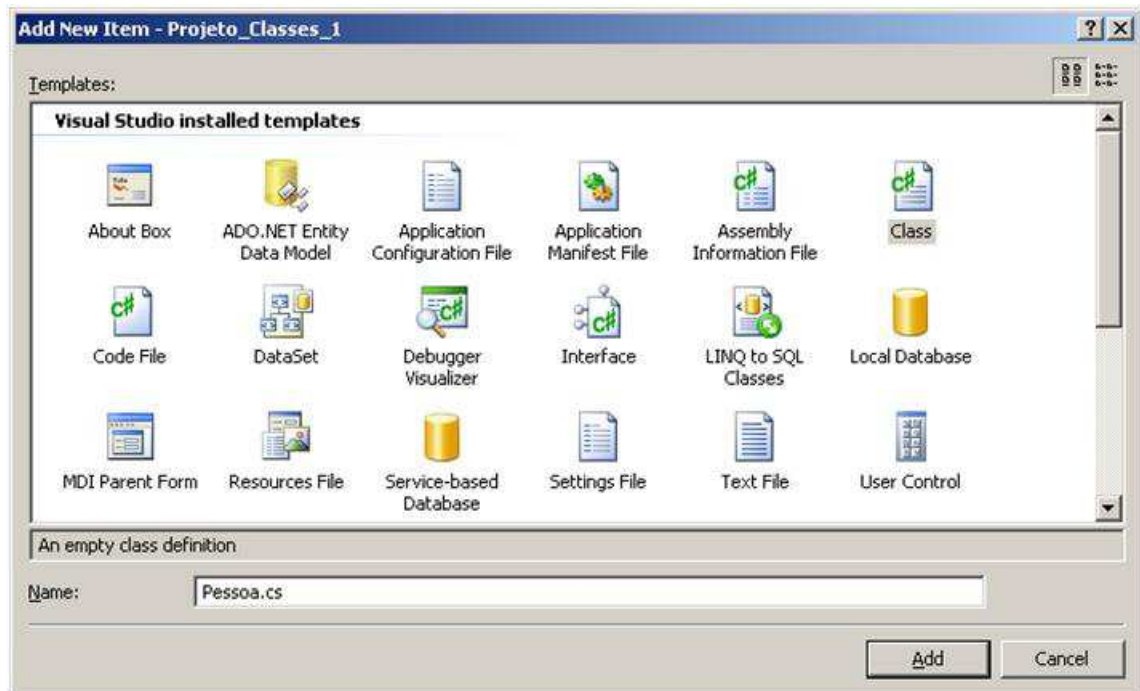 Add New Item - Projeto_Classes_1
Templates:
Visual Studio installed templates
About Box
ADO.NET Entity
Data Model
Application
Configuration File
Application
Manifest File
Assembly
Information File
Class
Code File
DataSet
Debugger
Visualizer
Interface
LINQ to SQL
Classes
Local Database
MDI Parent Form
Resources File
Service-based
Database
Settings File
Text File
User Control
An empty class definition
Name:
Pessoa.cs
Add
Cancel